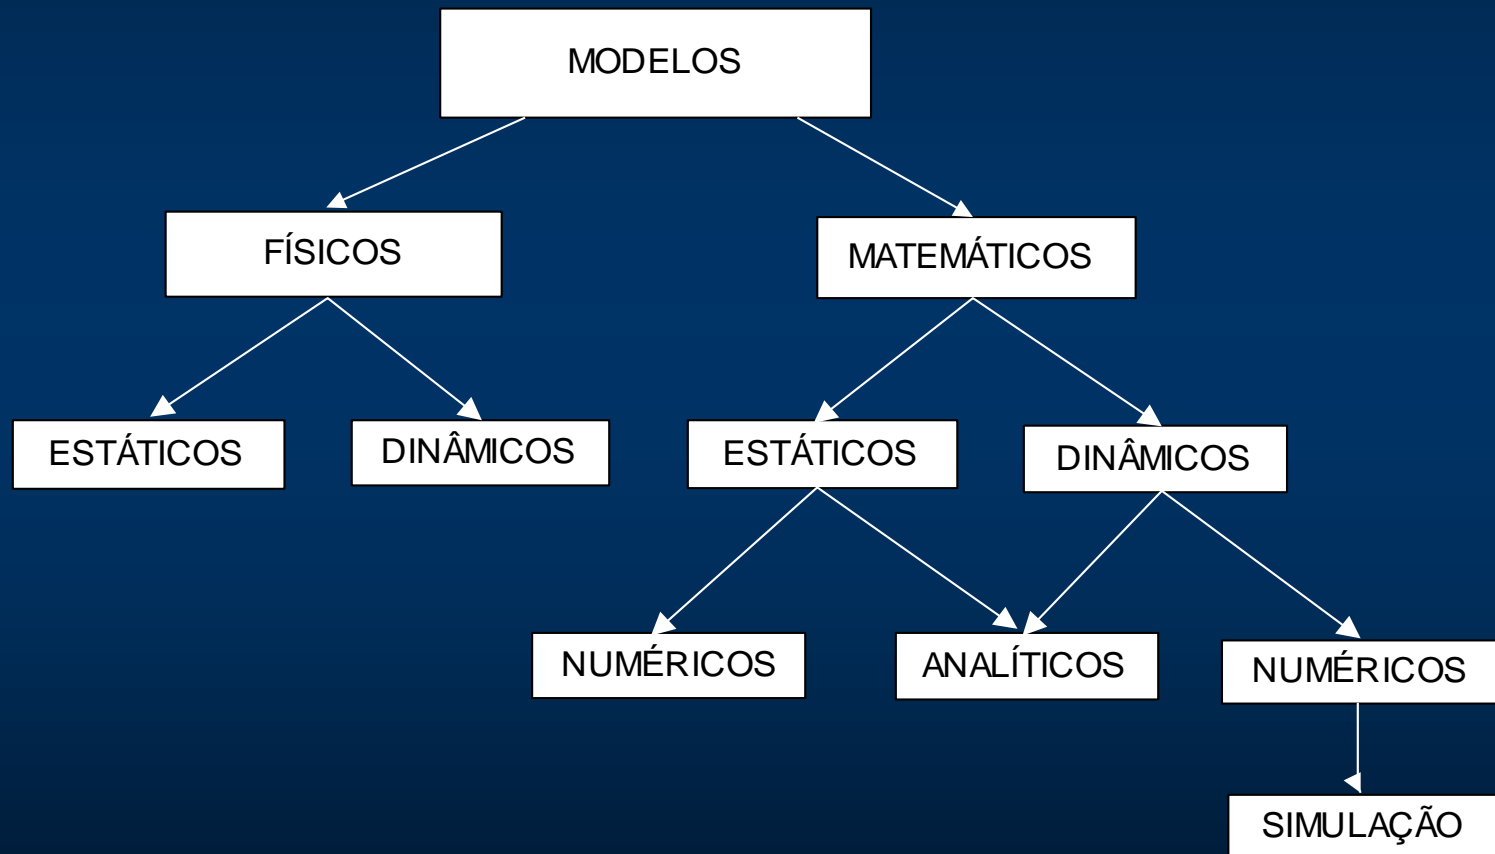 MODELOS
FÍSICOS
MATEMÁTICOS
ESTÁTICOS
DINÂMICOS
ESTÁTICOS
DINÂMICOS
NUMÉRICOS
ANALÍTICOS
NUMÉRICOS
SIMULAÇÃO